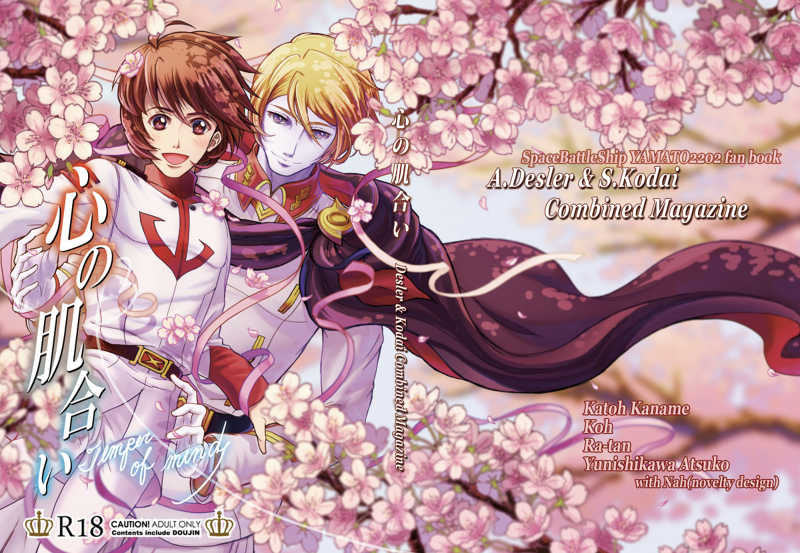 心の肌合い
Temper
of mind
R18
CAUTION! ADULT ONLY
Contents include DOUJIN
心の肌合い
Desler & Kodai Combined Magazine
SpaceBattleShip YAMATO2202 fan book
A.Desler & S.Kodai
Combined Magazine
Katoh Kaname
Koh
Ra-tan
Yunishikawa Atsuko
with Nah(novelty design)